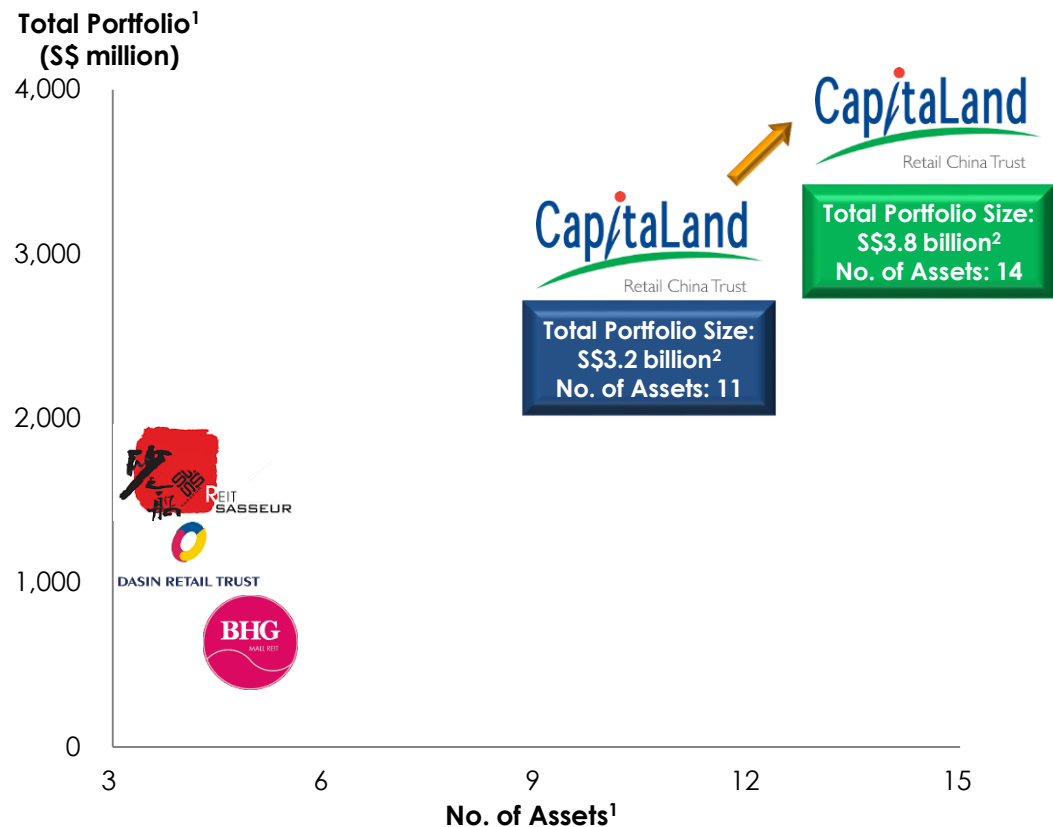 Total Portfolio¹
(S$ million)
4,000
3,000
2,000
1,000
0
CapitaLand
Retail China Trust
Total Portfolio Size:
S$3.8 billion²
No. of Assets: 14
CapitaLand
Retail China Trust
Total Portfolio Size:
S$3.2 billion²
No. of Assets: 11
REIT
SASSEUR
DASIN RETAIL TRUST
BHG
MALL REIT
3
6
9
12
15
No. of Assets¹